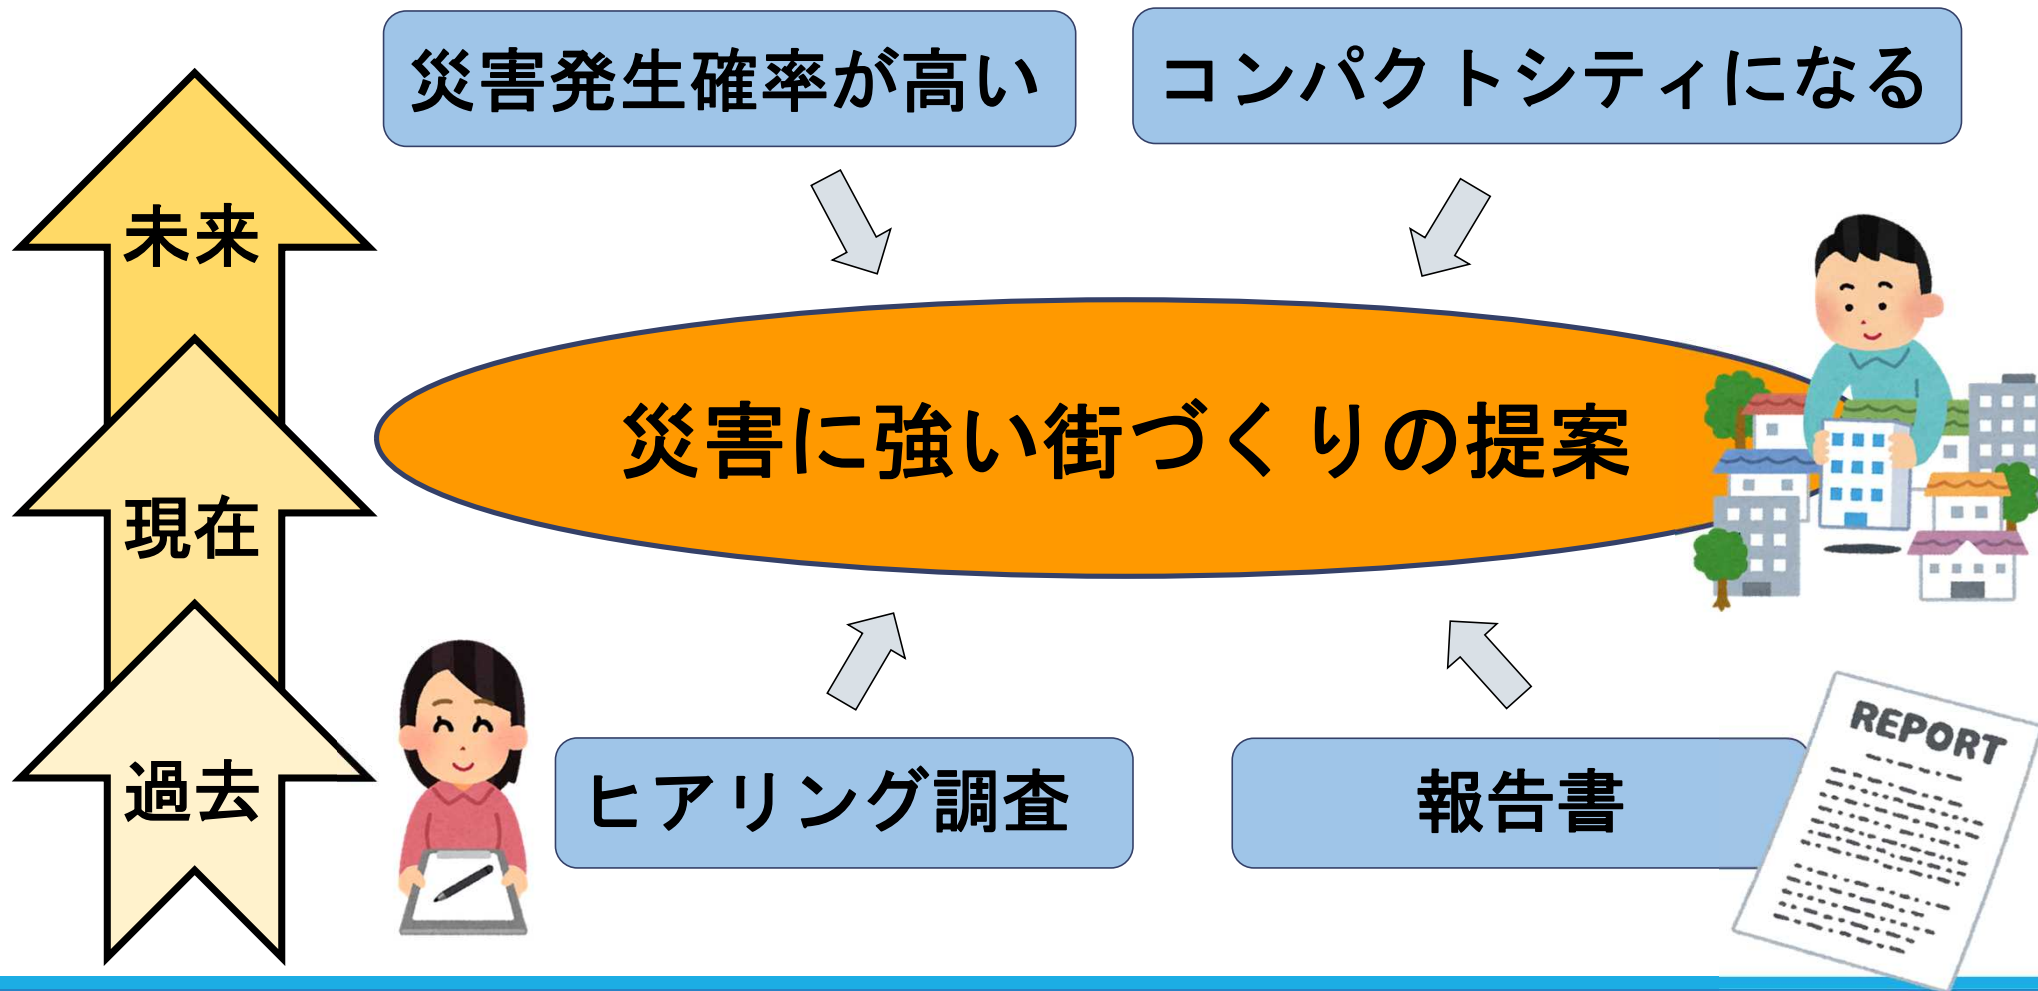 災害発生確率が高い
コンパクトシティになる
未来
災害に強い街づくりの提案
現在
過去
ヒアリング調査
報告書
REPORT